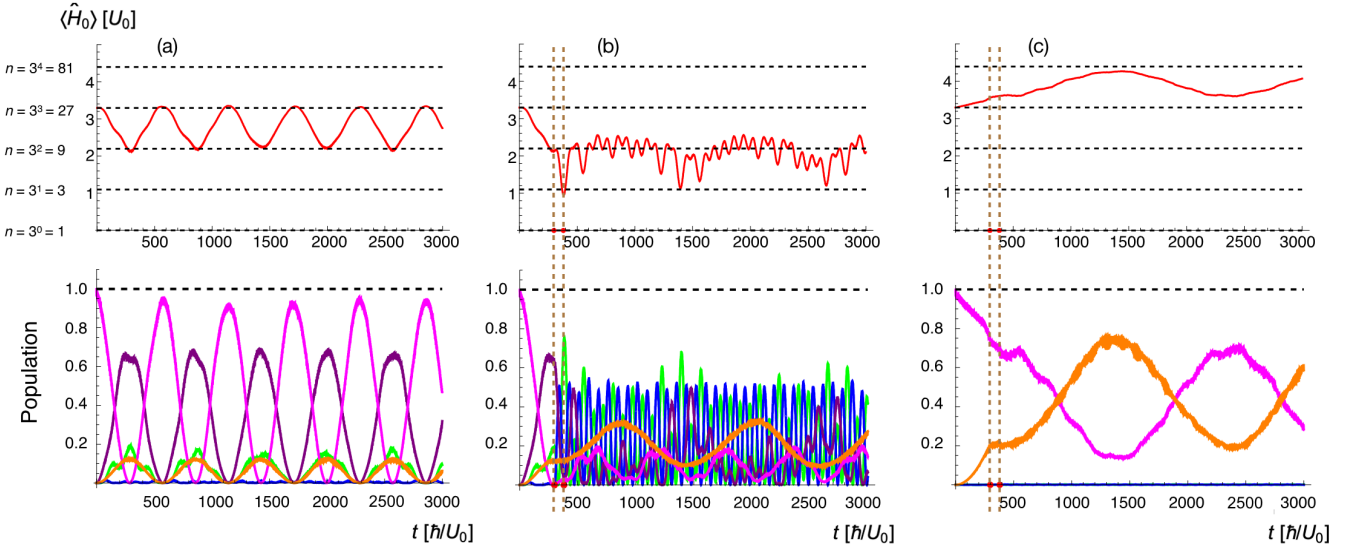 ⟨Ĥ₀⟩ [U₀]
(a) (b) (c)
n = 3⁴ = 81
n = 3³ = 27
n = 3² = 9
n = 3¹ = 3
n = 3⁰ = 1
4
3
2
1
500 1000 1500 2000 2500 3000
4
3
2
1
500 1000 1500 2000 2500 3000
4
3
2
1
500 1000 1500 2000 2500 3000
Population
1.0
0.8
0.6
0.4
0.2
500 1000 1500 2000 2500 3000
t [ℏ/U₀]
1.0
0.8
0.6
0.4
0.2
500 1000 1500 2000 2500 3000
t [ℏ/U₀]
1.0
0.8
0.6
0.4
0.2
500 1000 1500 2000 2500 3000
t [ℏ/U₀]